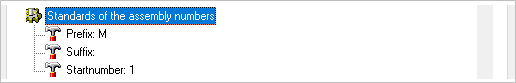 Standards of the assembly numbers
Prefix: M
Suffix:
Startnumber: 1